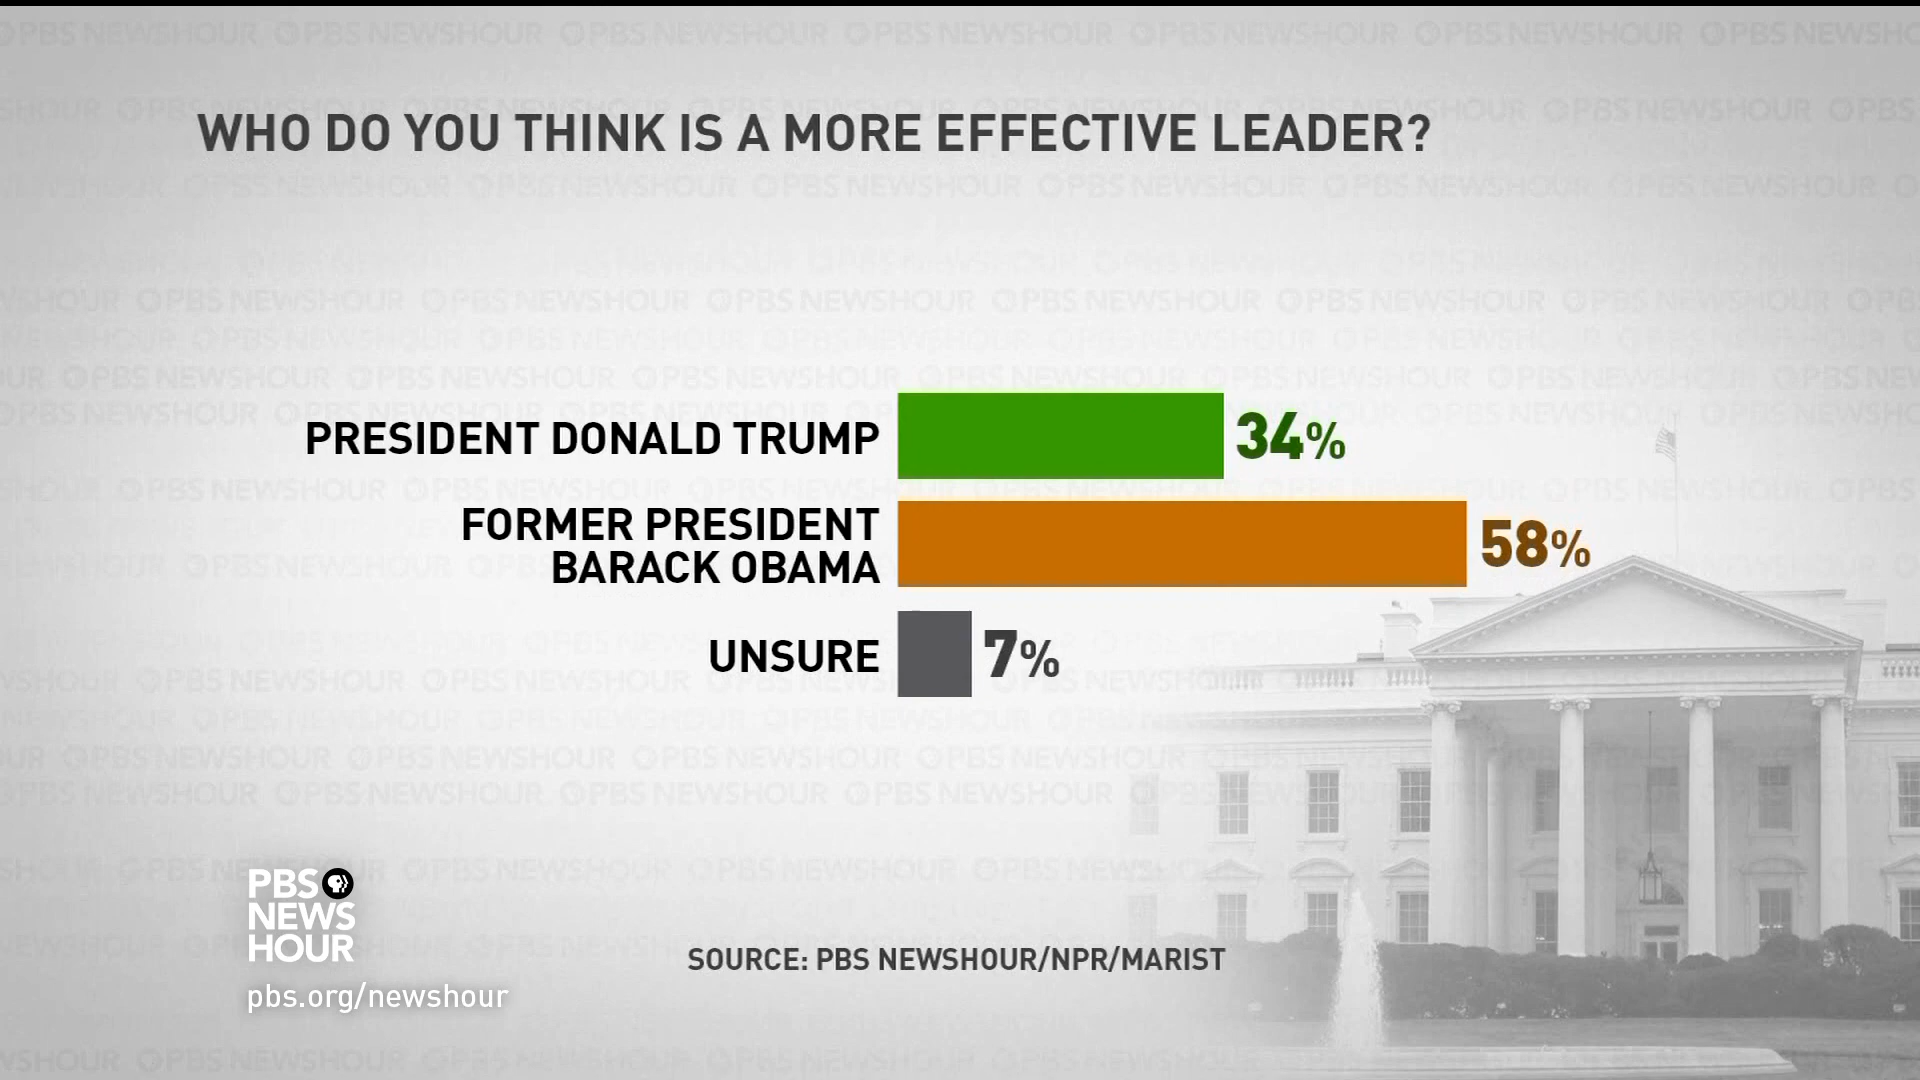 WHO DO YOU THINK IS A MORE EFFECTIVE LEADER?
PRESIDENT DONALD TRUMP
34%
FORMER PRESIDENT
BARACK OBAMA
58%
UNSURE
7%
PBS
NEWS
HOUR
pbs.org/newshour
SOURCE: PBS NEWSHOUR/NPR/MARIST